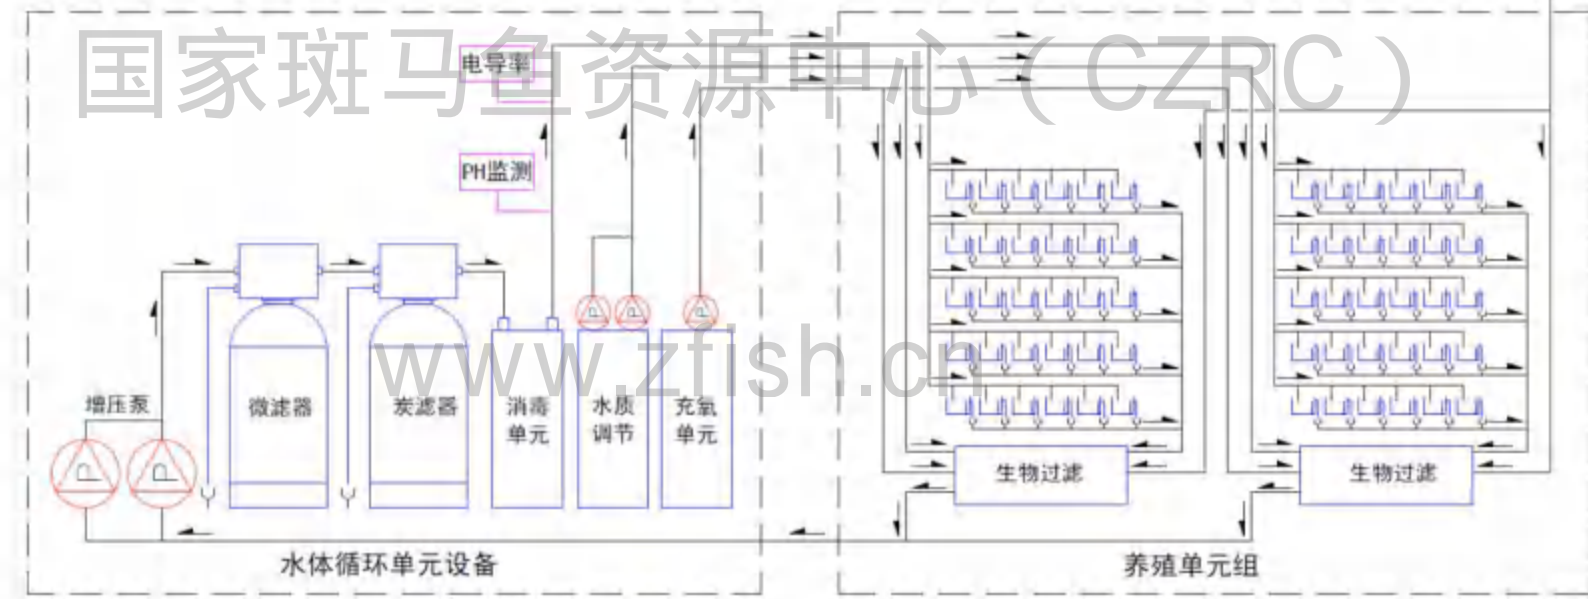 国家斑马鱼资源中心（CZRC）
电导率
PH监测
www.zfish.cn
增压泵
P
P
微滤器
炭滤器
消毒
单元
P
P
水质
调节
P
充氧
单元
生物过滤
生物过滤
水体循环单元设备
养殖单元组